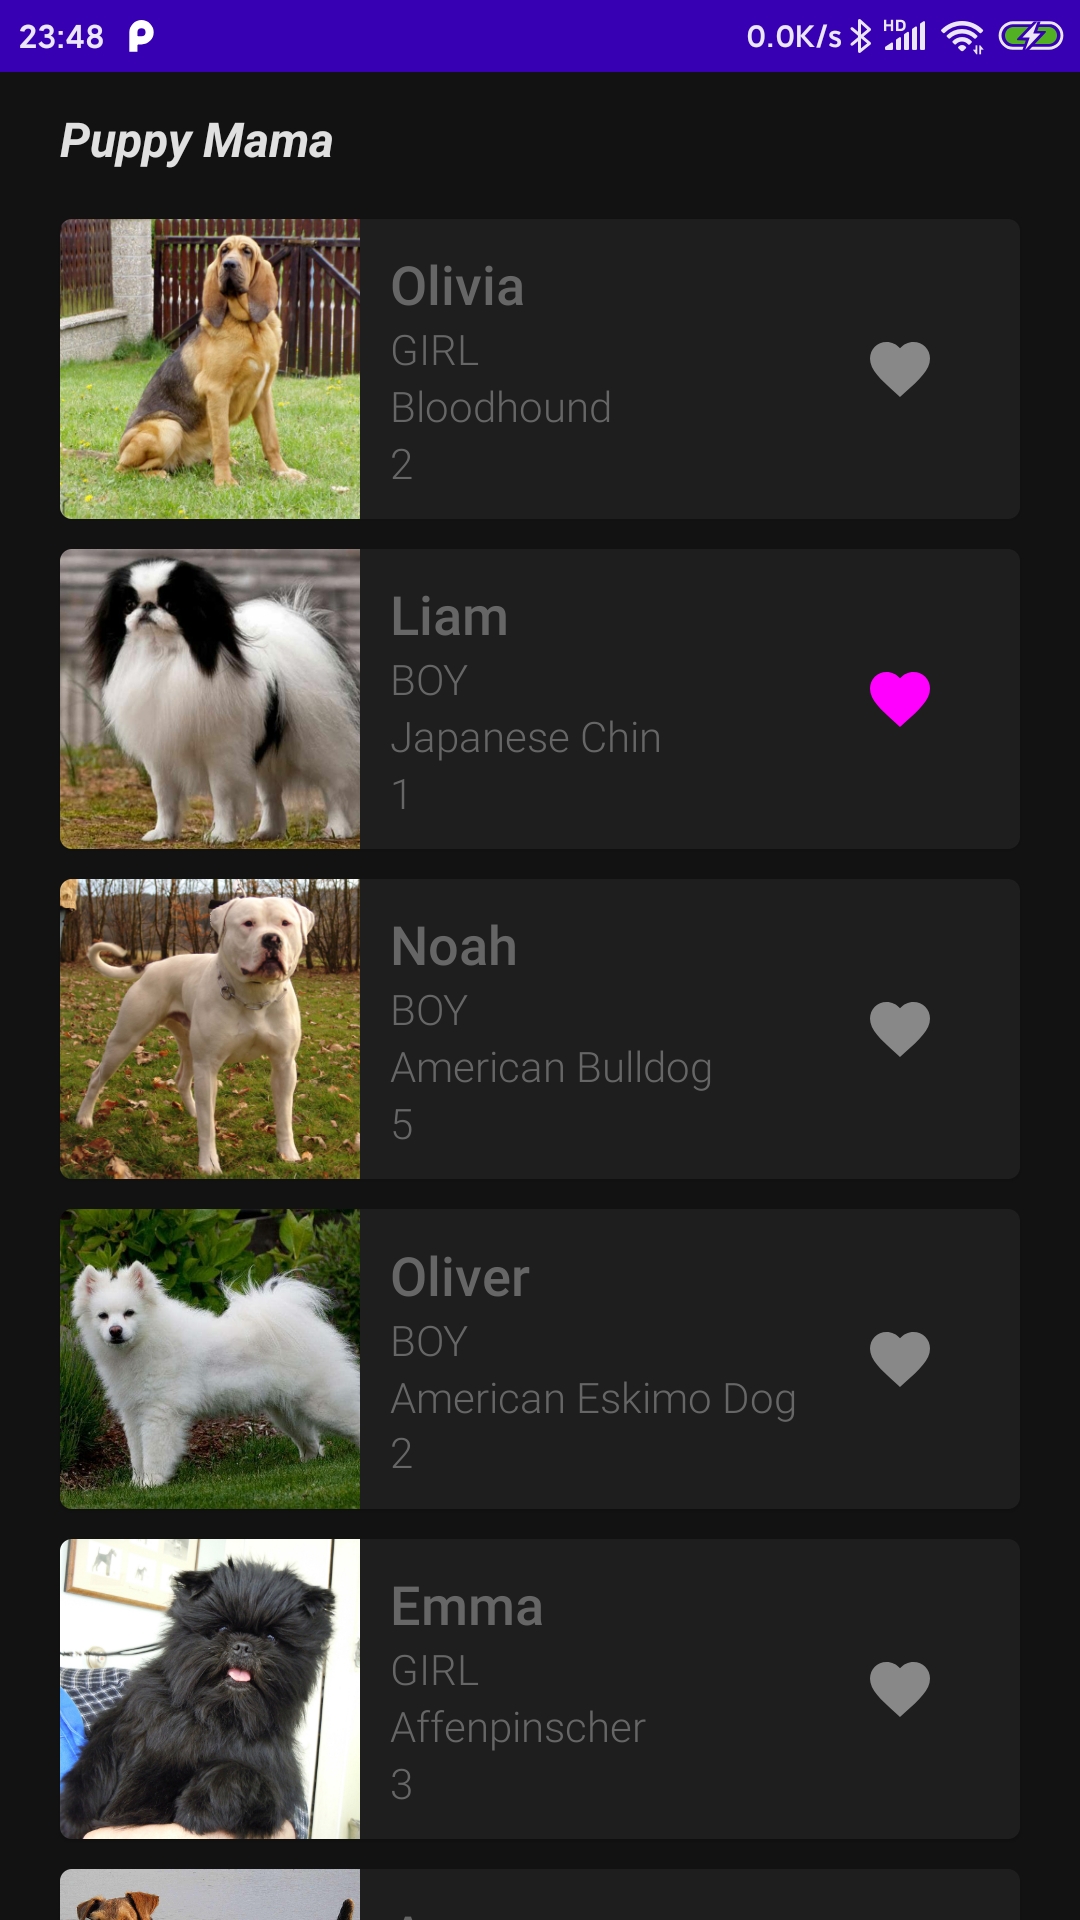 23:48
0.0K/s HD
Puppy Mama
Olivia
GIRL
Bloodhound
2
Liam
BOY
Japanese Chin
1
Noah
BOY
American Bulldog
5
Oliver
BOY
American Eskimo Dog
2
Emma
GIRL
Affenpinscher
3